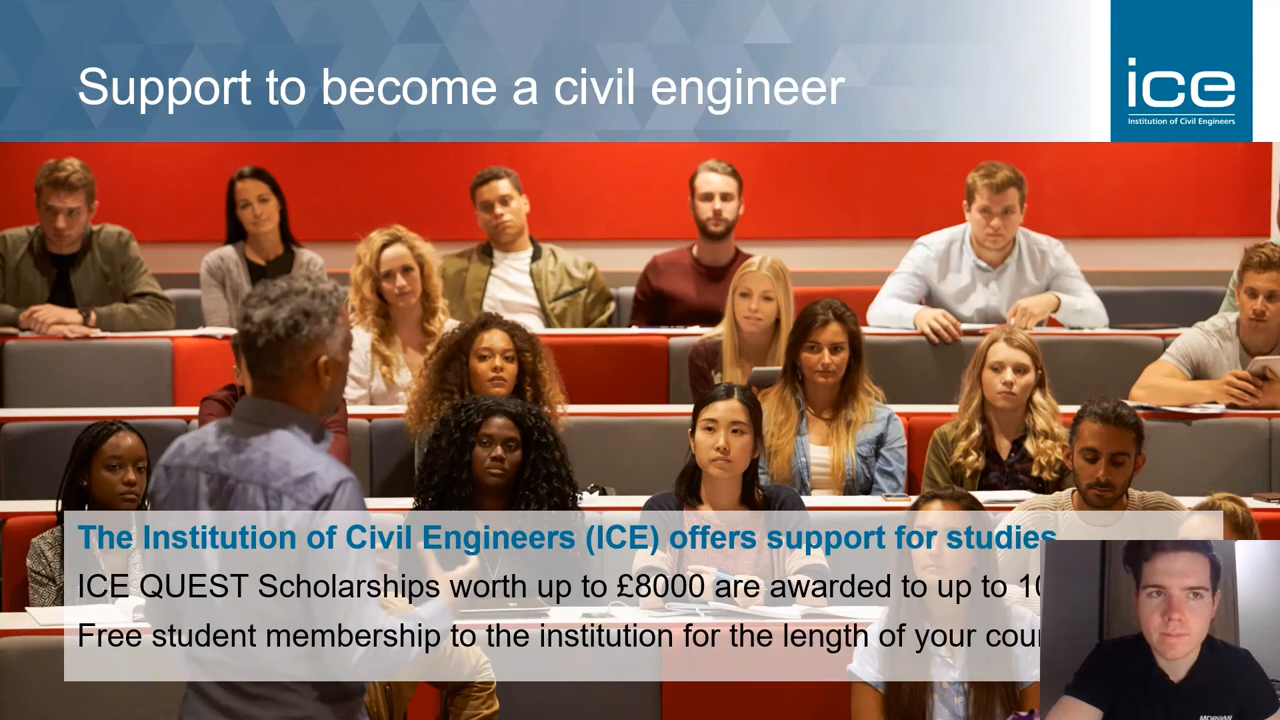 Support to become a civil engineer
ice
Institution of Civil Engineers
The Institution of Civil Engineers (ICE) offers support for studies
ICE QUEST Scholarships worth up to £8000 are awarded to up to
Free student membership to the institution for the length of your